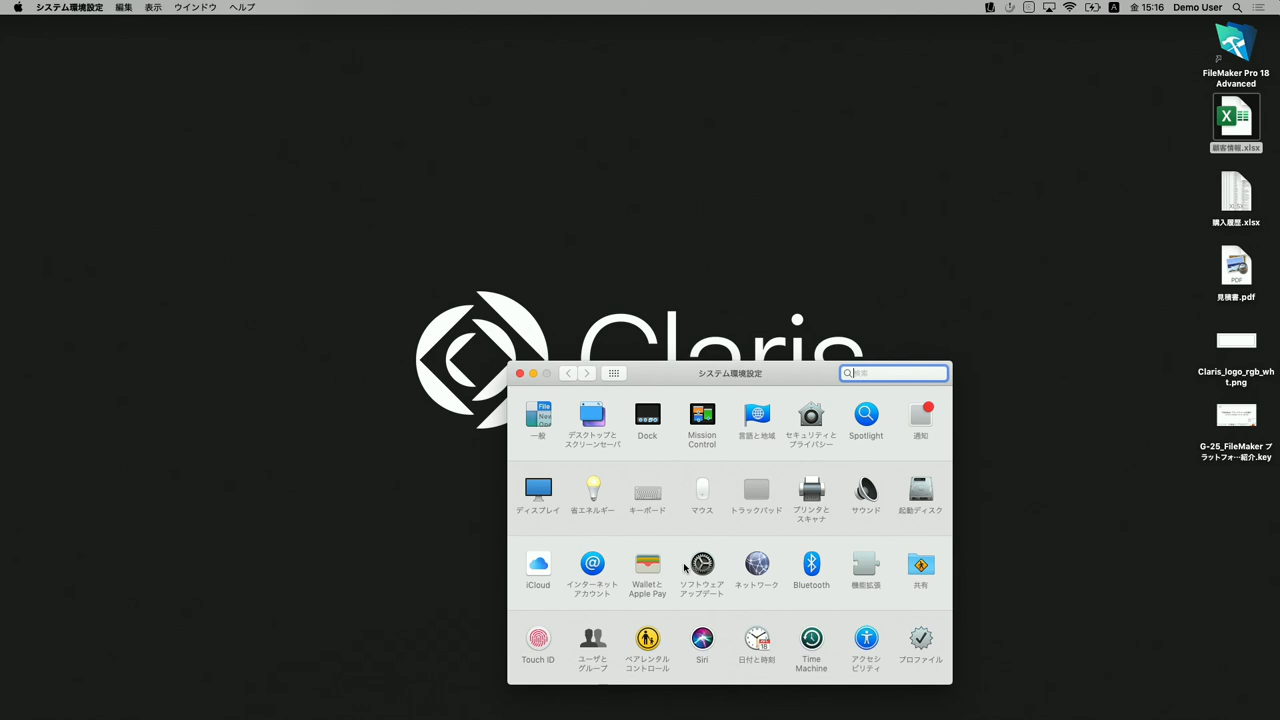 システム環境設定 編集 表示 ウインドウ ヘルプ
A 金 15:16 Demo User
FileMaker Pro 18
Advanced
顧客情報.xlsx
XLSX
購入履歴.xlsx
PDF
見積書.pdf
Claris_logo_rgb_wh
t.png
G-25_FileMaker プ
ラットフォ…紹介.key
Claris
システム環境設定
検索
一般
デスクトップと
スクリーンセーバ
Dock
Mission
Control
言語と地域
セキュリティと
プライバシー
Spotlight
通知
ディスプレイ
省エネルギー
キーボード
マウス
トラックパッド
プリンタと
スキャナ
サウンド
起動ディスク
iCloud
インターネット
アカウント
Walletと
Apple Pay
ソフトウェア
アップデート
ネットワーク
Bluetooth
機能拡張
共有
Touch ID
ユーザと
グループ
ペアレンタル
コントロール
Siri
日付と時刻
Time
Machine
アクセシ
ビリティ
プロファイル